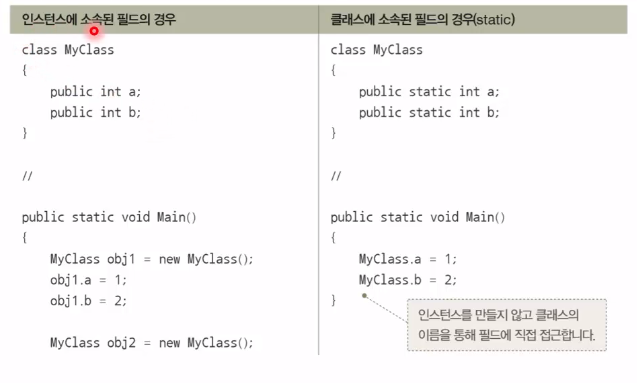 인스턴스에 소속된 필드의 경우
class MyClass
{
    public int a;
    public int b;
}
//
public static void Main()
{
    MyClass obj1 = new MyClass();
    obj1.a = 1;
    obj1.b = 2;
    MyClass obj2 = new MyClass();
클래스에 소속된 필드의 경우(static)
class MyClass
{
    public static int a;
    public static int b;
}
//
public static void Main()
{
    MyClass.a = 1;
    MyClass.b = 2;
}
인스턴스를 만들지 않고 클래스의
이름을 통해 필드에 직접 접근합니다.